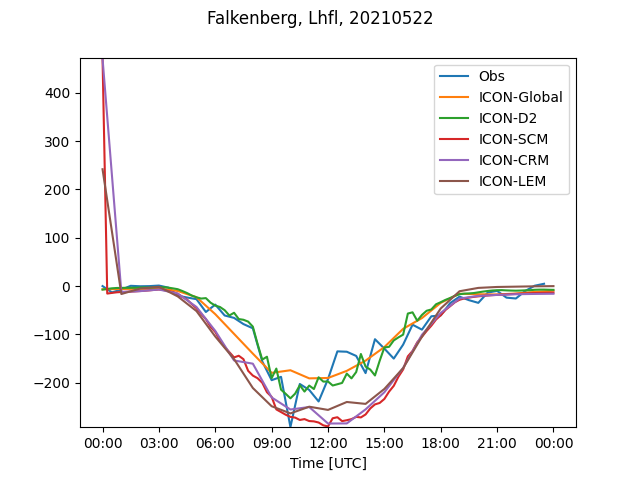 Falkenberg, Lhfl, 20210522
Obs
ICON-Global
ICON-D2
ICON-SCM
ICON-CRM
ICON-LEM
400
300
200
100
0
−100
−200
00:00 03:00 06:00 09:00 12:00 15:00 18:00 21:00 00:00
Time [UTC]